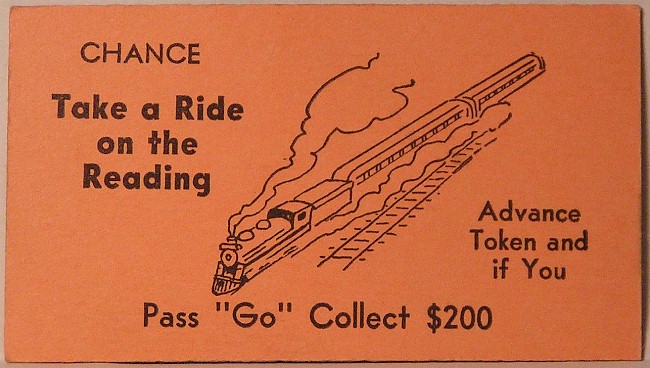 CHANCE
Take a Ride
on the
Reading
Advance
Token and
if You
Pass "Go" Collect $200